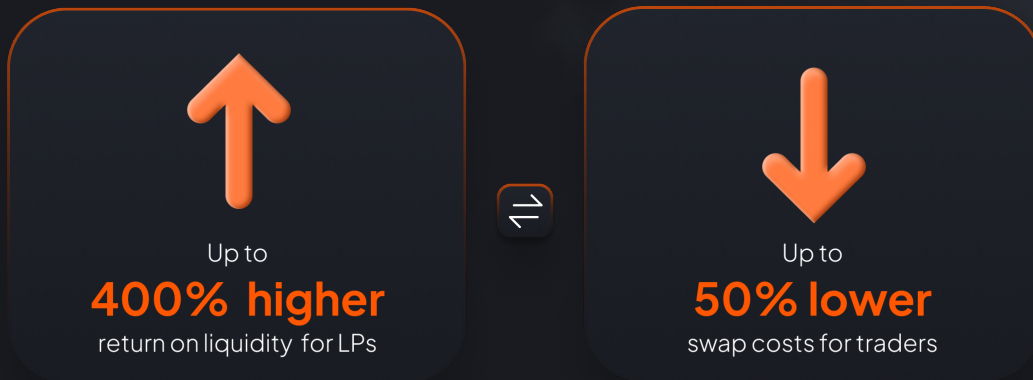 Up to
400% higher
return on liquidity for LPs
Up to
50% lower
swap costs for traders